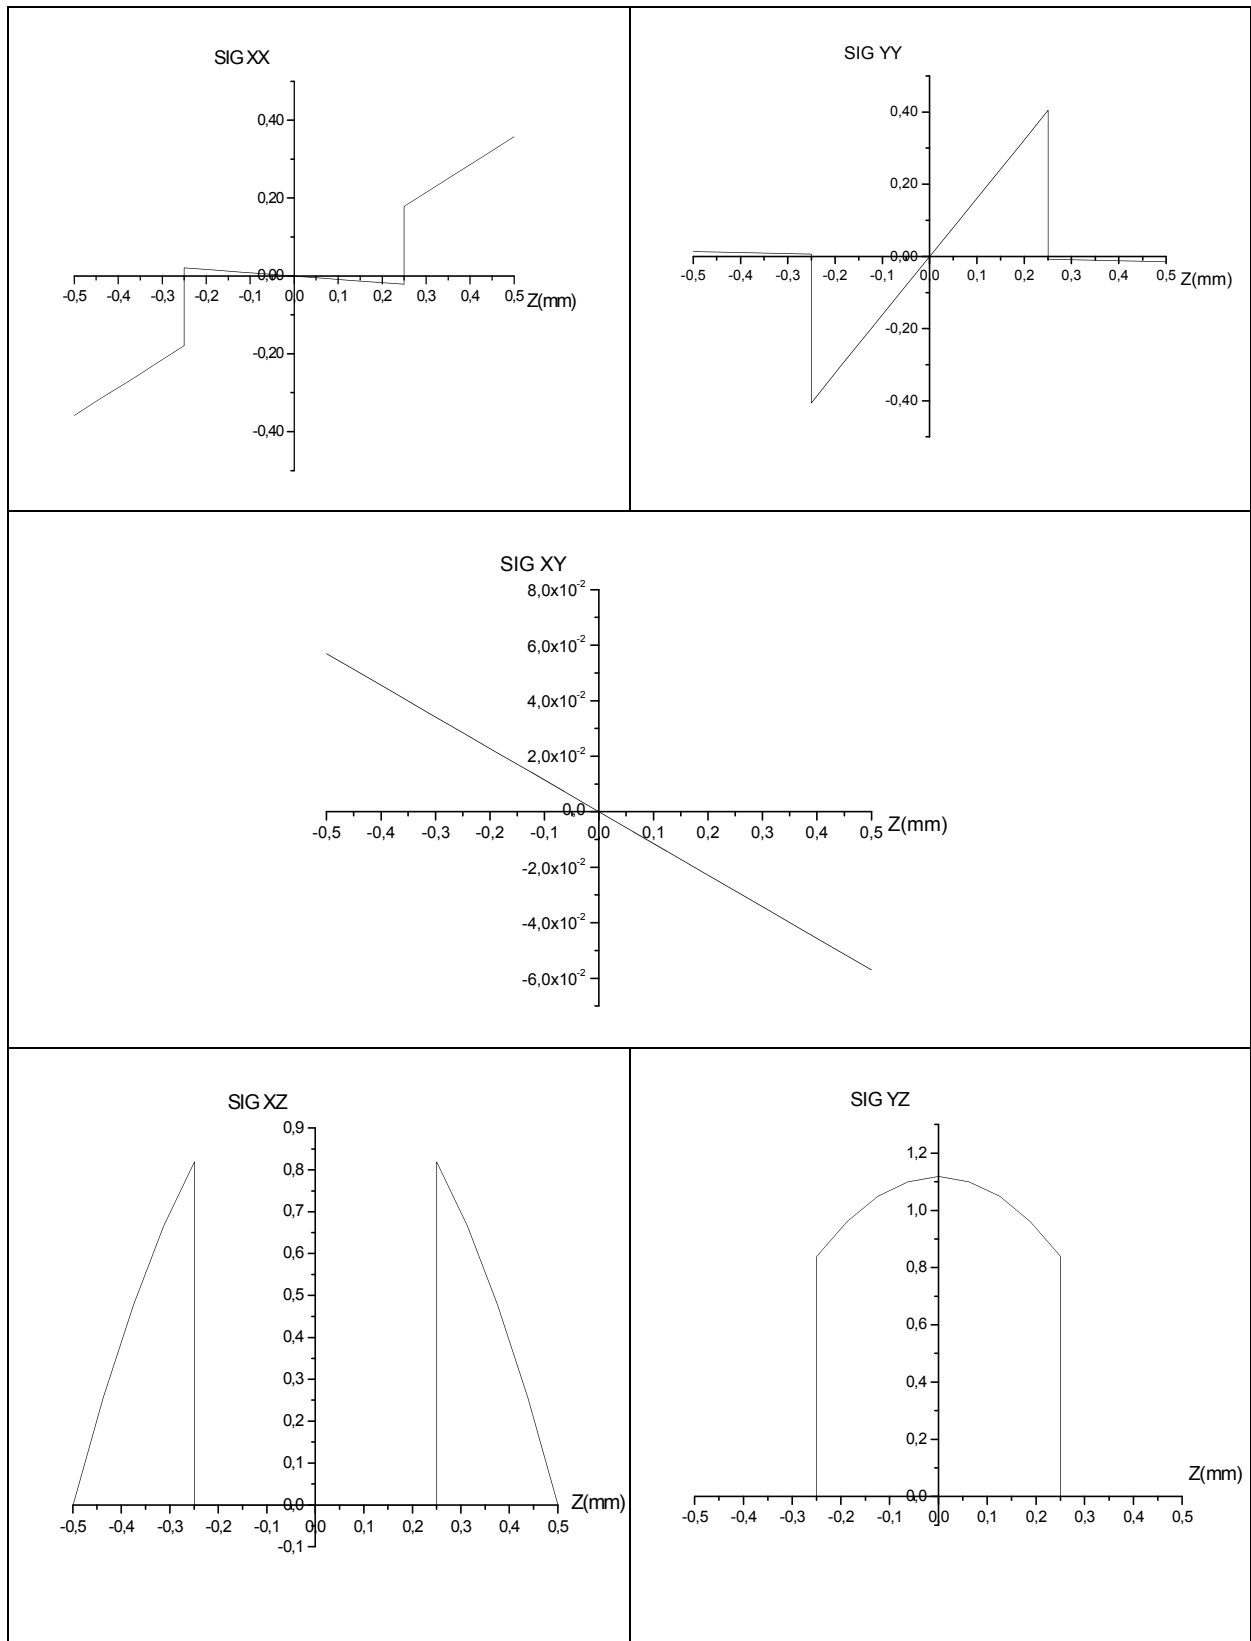 SIG XX
0,40
0,20
0,00
-0,5 -0,4 -0,3 -0,2 -0,1 0,0 0,1 0,2 0,3 0,4 0,5 Z(mm)
-0,20
-0,40
SIG YY
0,40
0,20
0,00
-0,5 -0,4 -0,3 -0,2 -0,1 0,0 0,1 0,2 0,3 0,4 0,5 Z(mm)
-0,20
-0,40
SIG XY
8,0x10⁻²
6,0x10⁻²
4,0x10⁻²
2,0x10⁻²
0,0
-0,5 -0,4 -0,3 -0,2 -0,1 0,0 0,1 0,2 0,3 0,4 0,5 Z(mm)
-2,0x10⁻²
-4,0x10⁻²
-6,0x10⁻²
SIG XZ
0,9
0,8
0,7
0,6
0,5
0,4
0,3
0,2
0,1
0,0 Z(mm)
-0,5 -0,4 -0,3 -0,2 -0,1 0,0 0,1 0,2 0,3 0,4 0,5
-0,1
SIG YZ
1,2
1,0
0,8
0,6
0,4
0,2
Z(mm)
0,0
-0,5 -0,4 -0,3 -0,2 -0,1 0,0 0,1 0,2 0,3 0,4 0,5